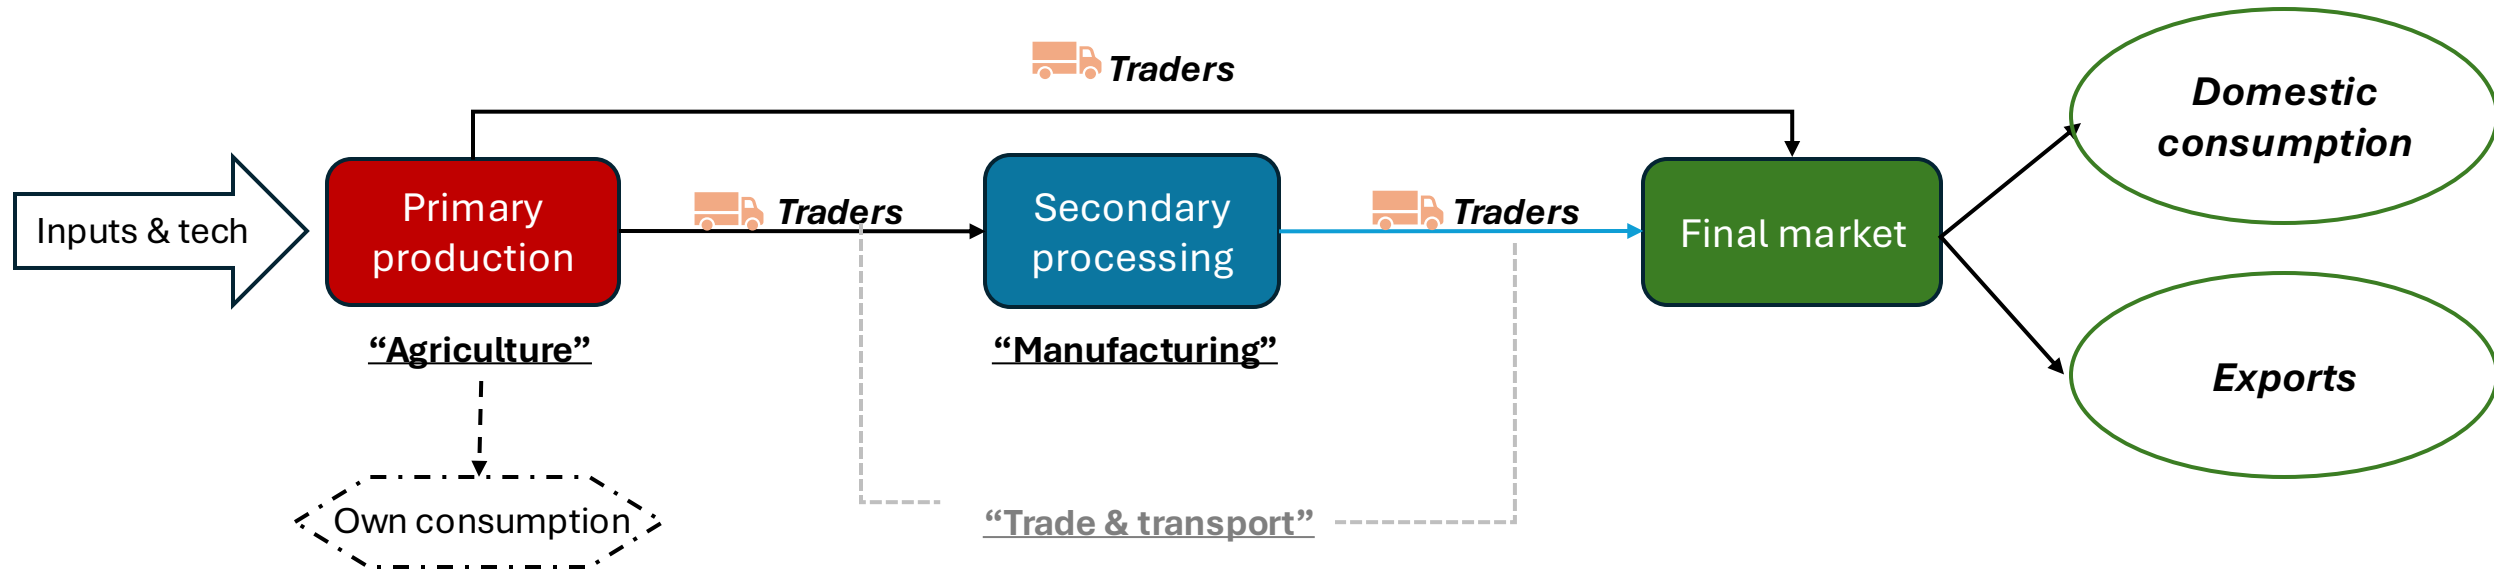 Traders
Inputs & tech
Primary
production
Traders
Secondary
processing
Traders
Final market
Domestic
consumption
Exports
“Agriculture”
“Manufacturing”
Own consumption
“Trade & transport”